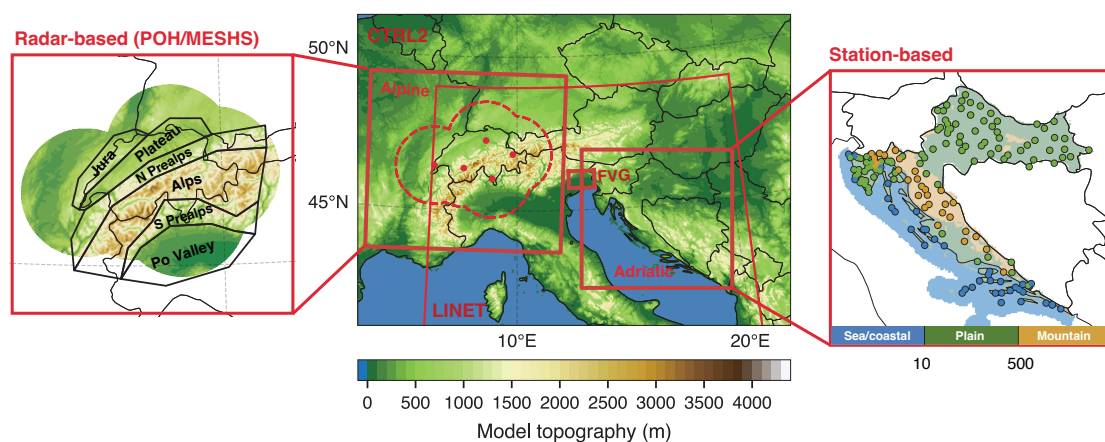 Radar-based (POH/MESHS)
Jura
Plateau
N Prealps
Alps
S Prealps
Po Valley
50°N
45°N
CTRL2
Alpine
FVG
Adriatic
LINET
10°E
20°E
0 500 1000 1500 2000 2500 3000 3500 4000
Model topography (m)
Station-based
Sea/coastal Plain Mountain
10 500